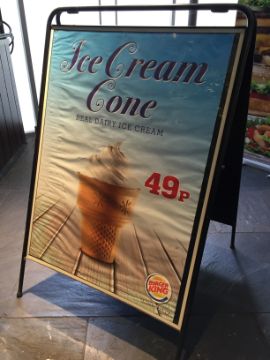 Ice Cream
Cone
REAL DAIRY ICE CREAM
49P
BURGER
KING